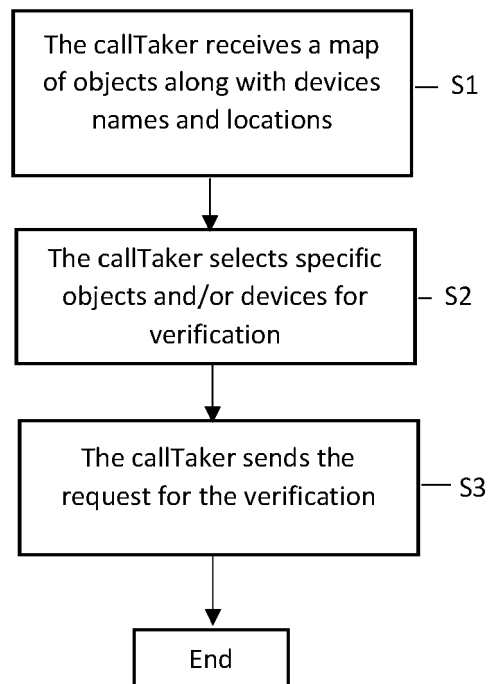 The callTaker receives a map
of objects along with devices
names and locations
S1
The callTaker selects specific
objects and/or devices for
verification
S2
The callTaker sends the
request for the verification
S3
End